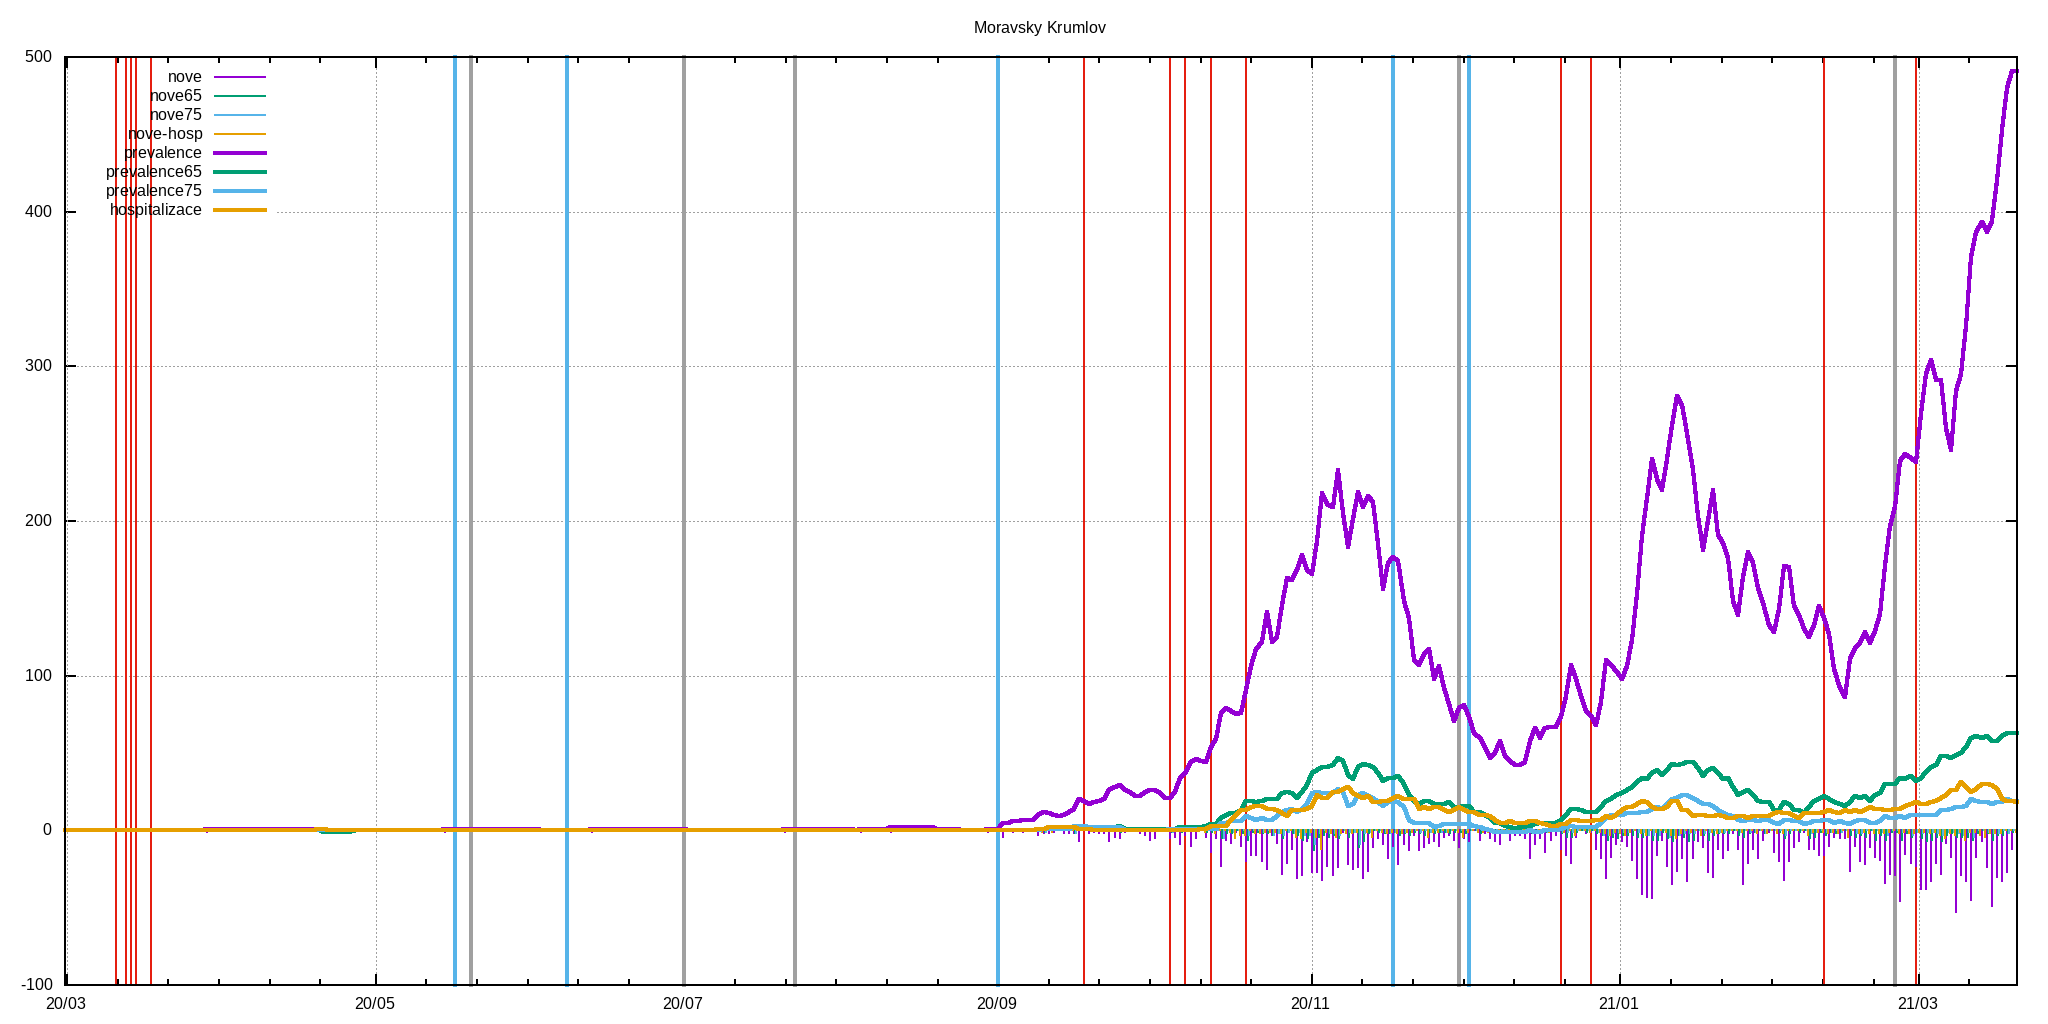 Moravsky Krumlov
500
400
300
200
100
0
-100
nove
nove65
nove75
nove-hosp
prevalence
prevalence65
prevalence75
hospitalizace
20/03 20/05 20/07 20/09 20/11 21/01 21/03